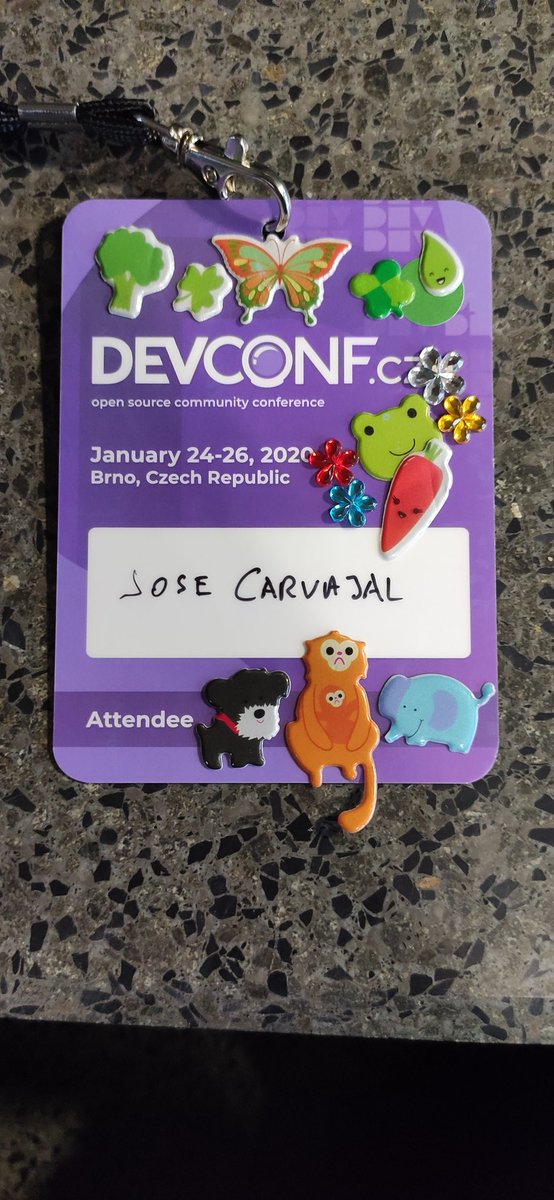 DEVCONF.CZ
open source community conference
January 24-26, 2020
Brno, Czech Republic
JOSE CARVAJAL
Attendee